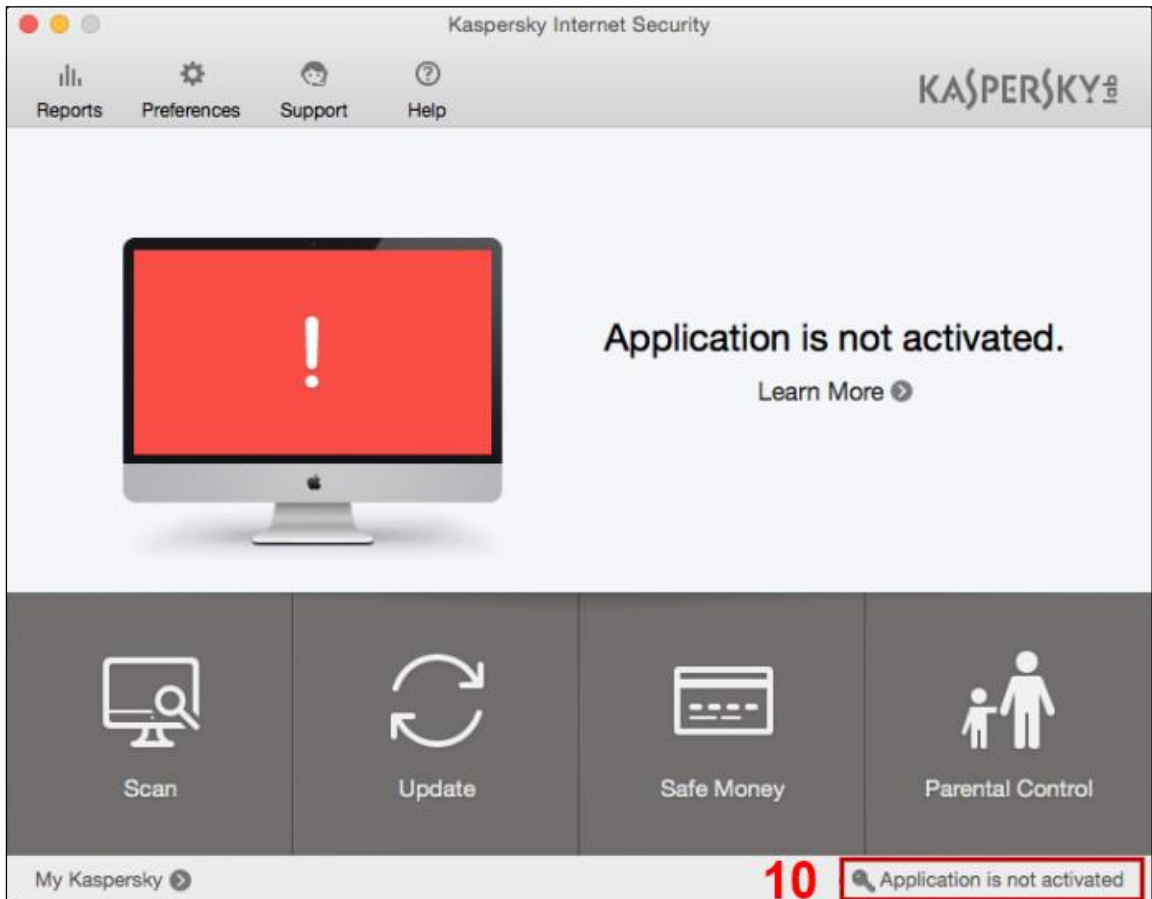 Kaspersky Internet Security
Reports Preferences Support Help
KASPERSKY lab
Application is not activated.
Learn More
Scan Update Safe Money Parental Control
My Kaspersky 10 Application is not activated